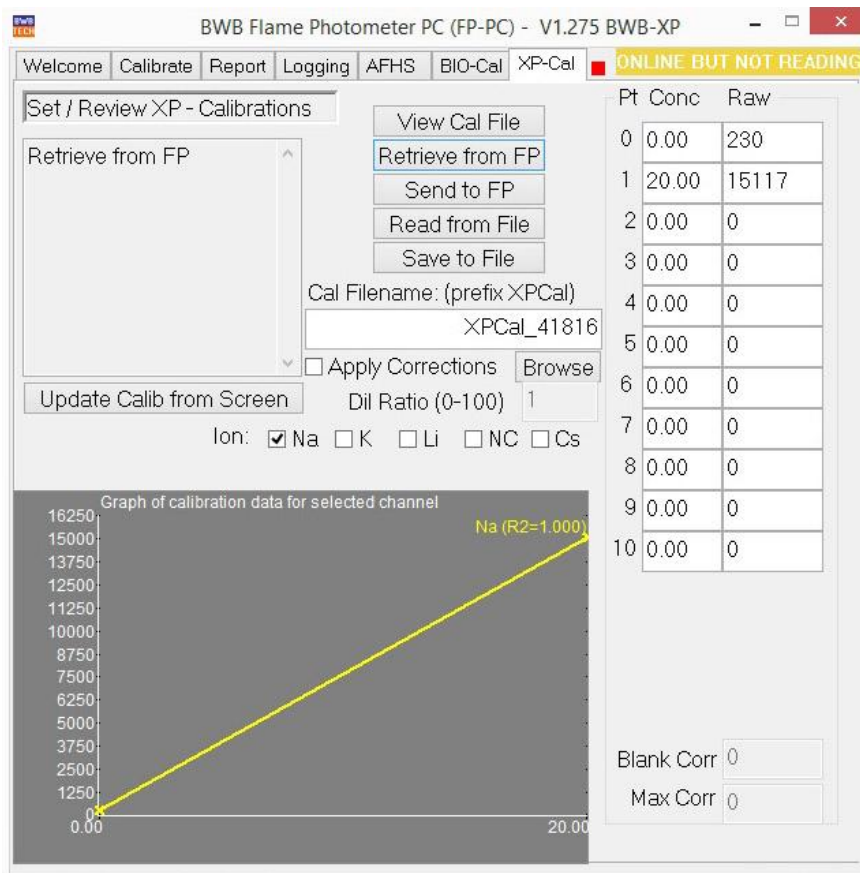 BWB TECH
BWB Flame Photometer PC (FP-PC) - V1.275 BWB-XP
Welcome Calibrate Report Logging AFHS BIO-Cal XP-Cal ONLINE BUT NOT READING
Set / Review XP - Calibrations
Retrieve from FP
View Cal File
Retrieve from FP
Send to FP
Read from File
Save to File
Cal Filename: (prefix XPCal)
XPCal_41816
Apply Corrections Browse
Update Calib from Screen Dil Ratio (0-100) 1
Ion: Na K Li NC Cs
Pt Conc Raw
0 0.00 230
1 20.00 15117
2 0.00 0
3 0.00 0
4 0.00 0
5 0.00 0
6 0.00 0
7 0.00 0
8 0.00 0
9 0.00 0
10 0.00 0
Graph of calibration data for selected channel
Na (R2=1.000)
16250
15000
13750
12500
11250
10000
8750
7500
6250
5000
3750
2500
1250
0
0.00 20.00
Blank Corr 0
Max Corr 0